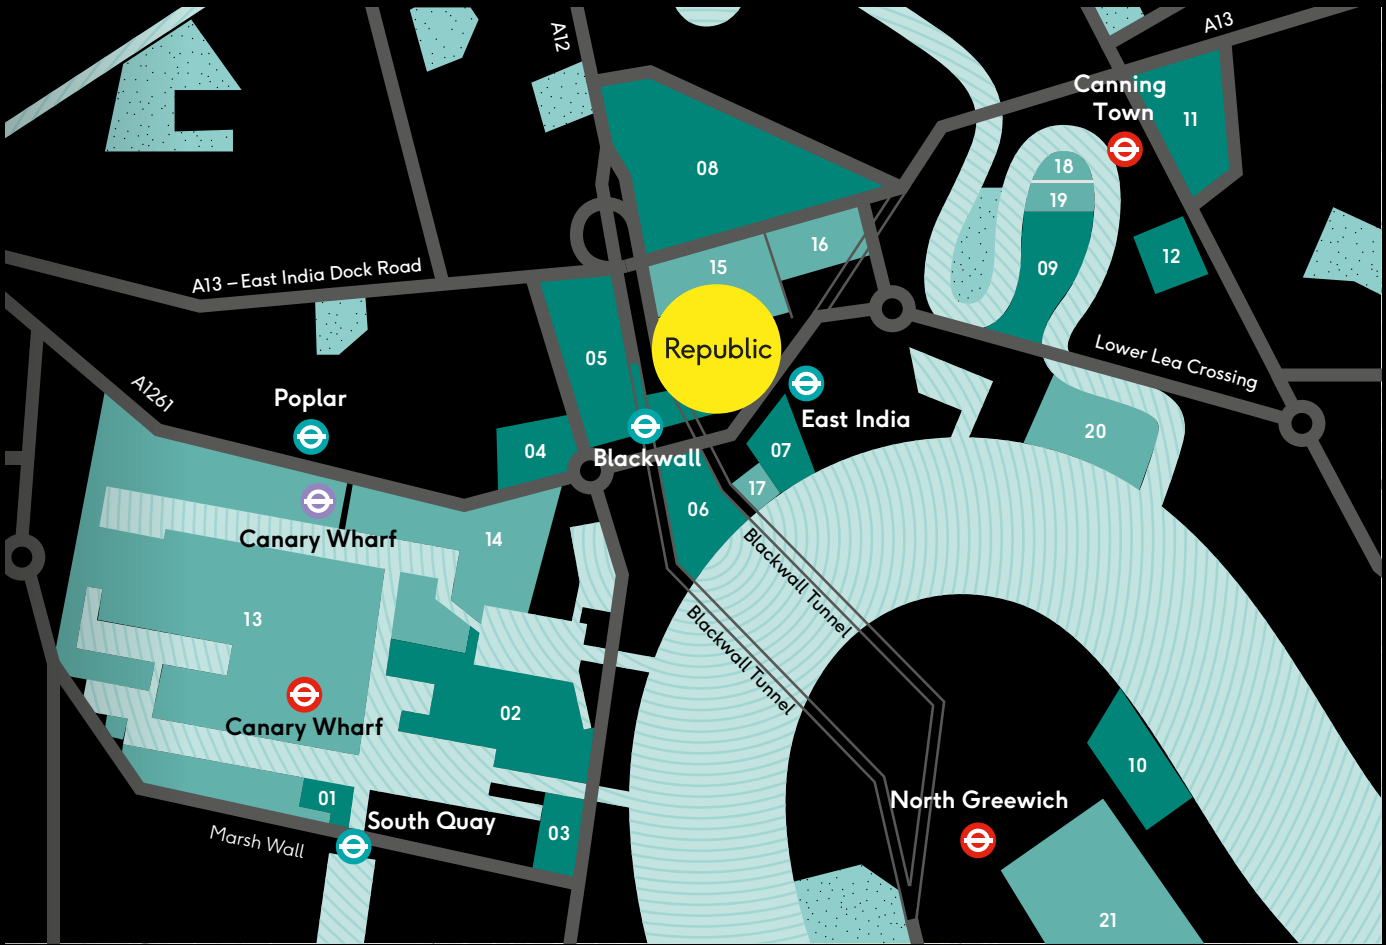 A12
A13
Canning
Town
11
08
18
19
16
12
15
09
A13 – East India Dock Road
Republic
05
Lower Lea Crossing
A1261
Poplar
East India
20
04
Blackwall
07
17
06
Canary Wharf
14
Blackwall Tunnel
13
Blackwall Tunnel
02
Canary Wharf
10
01
North Greewich
South Quay
03
Marsh Wall
21